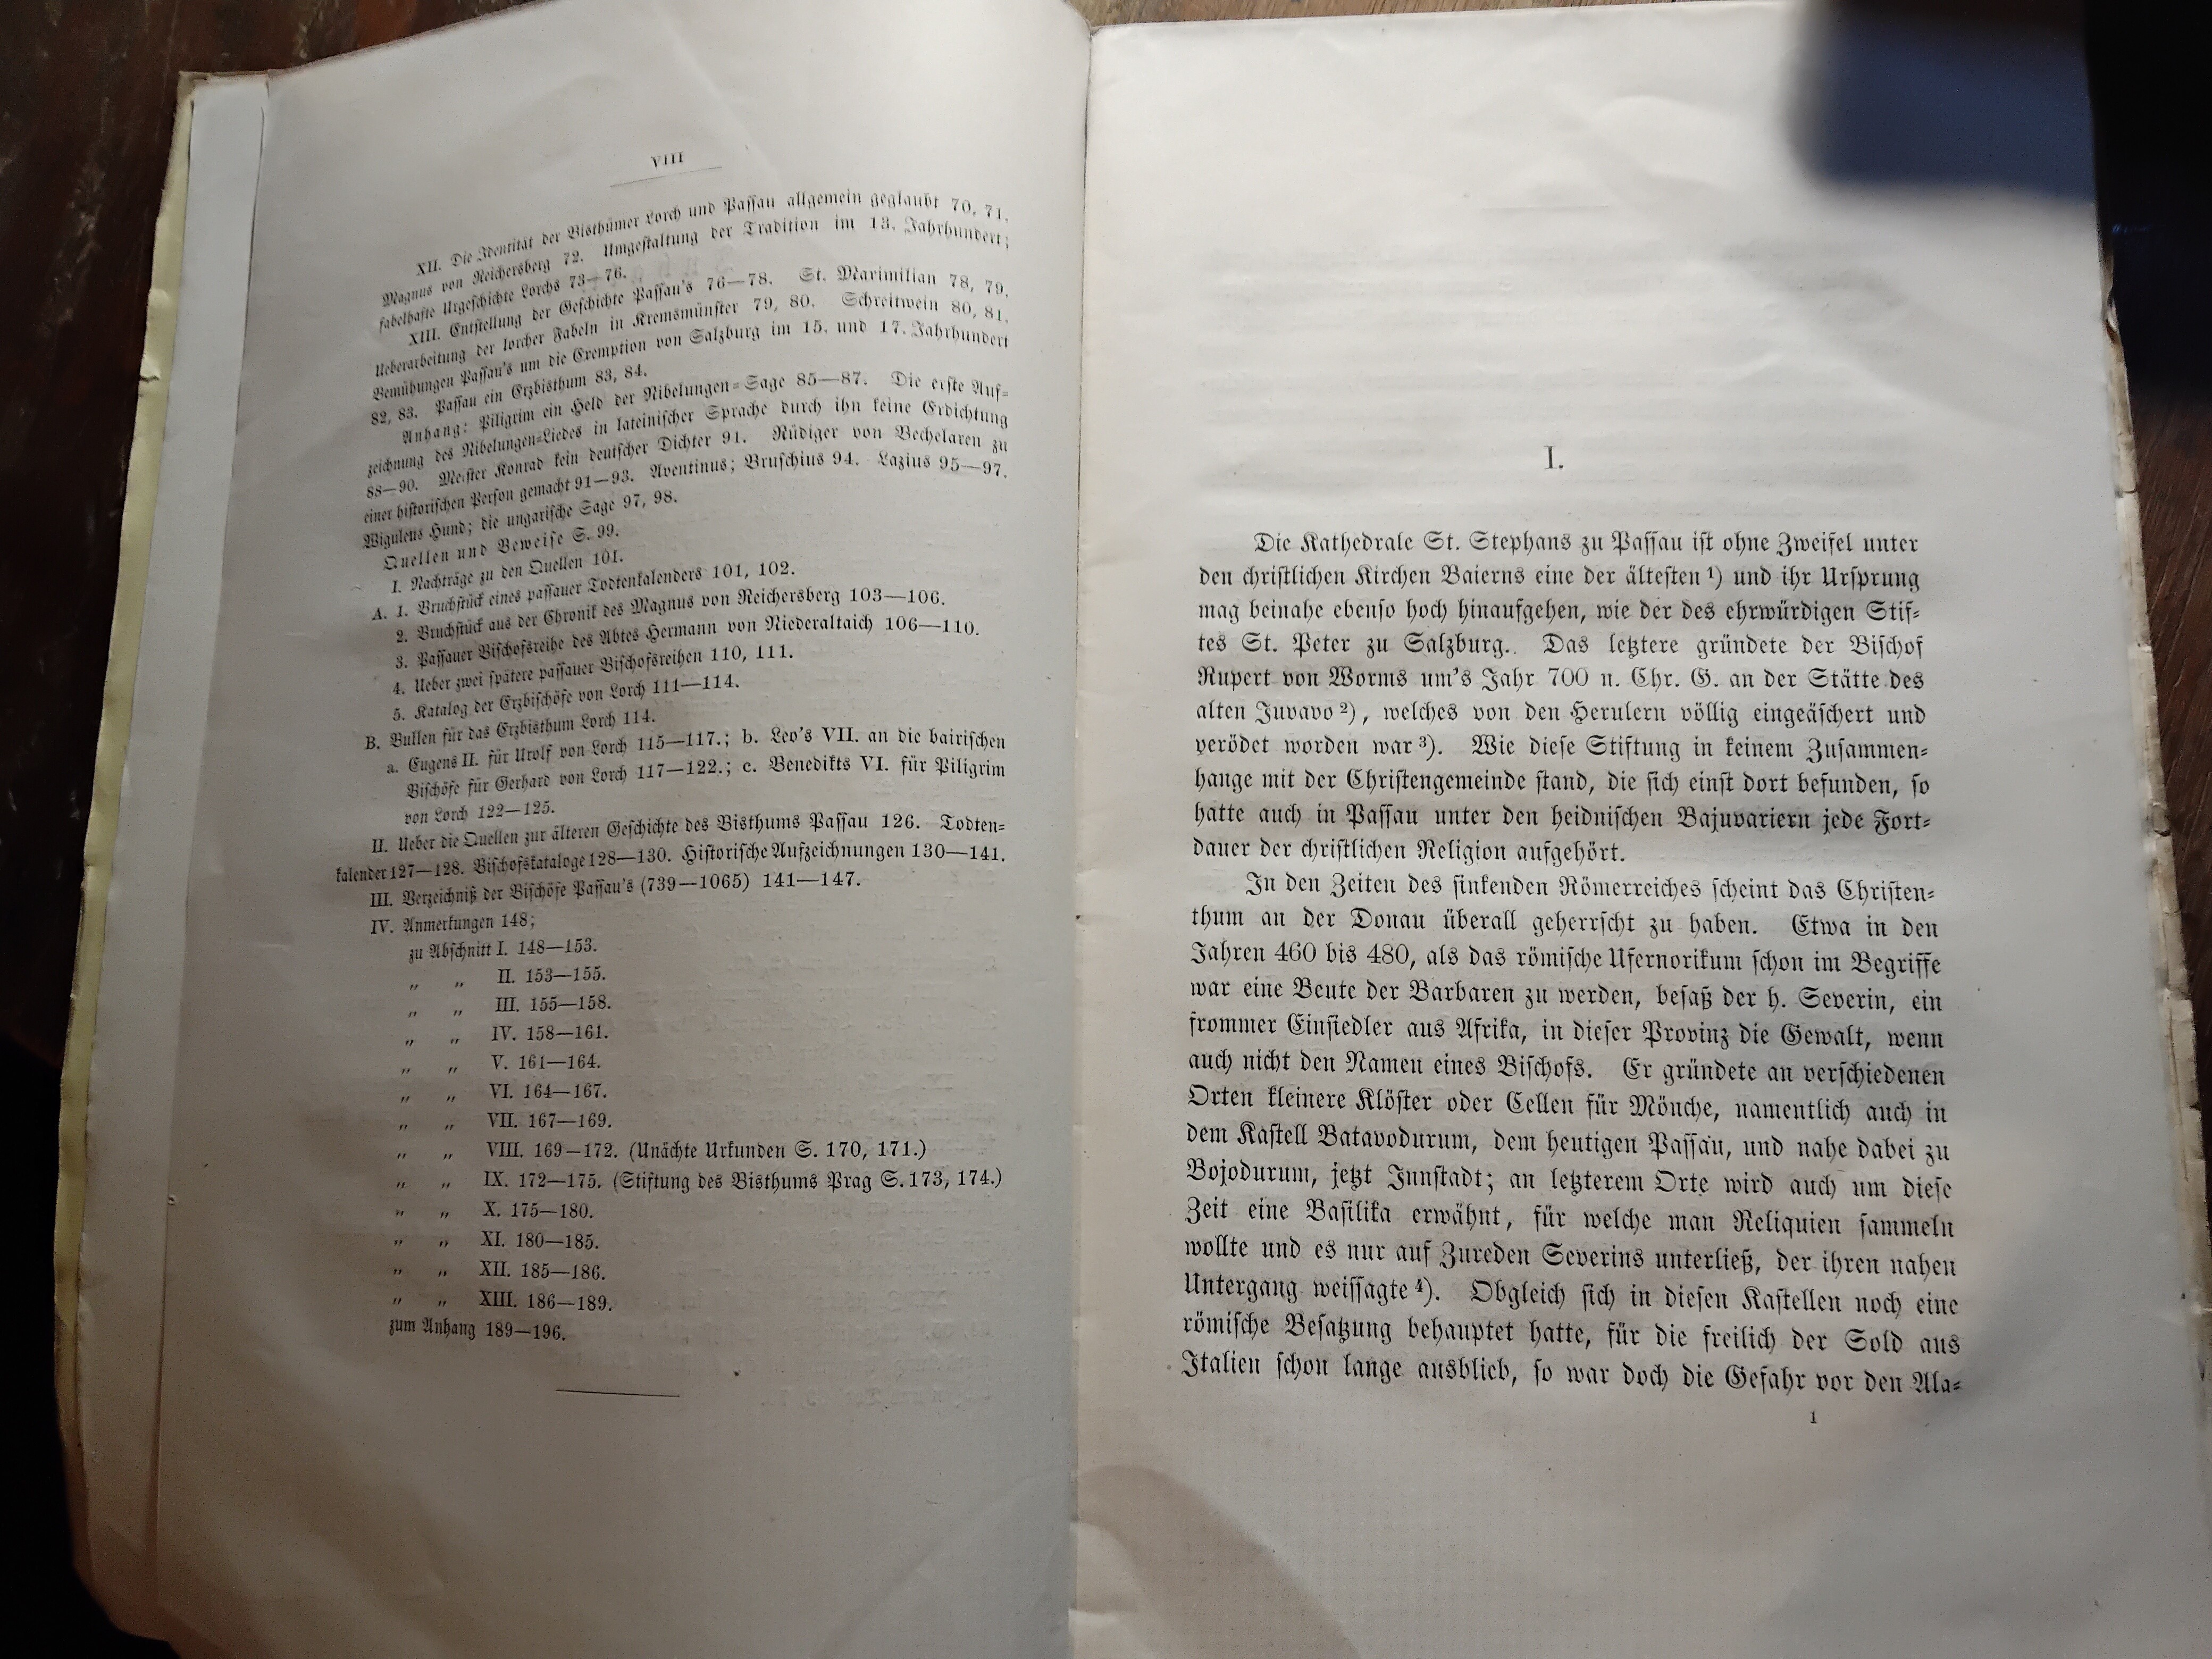 VIII
XII. Die Identität der Bisthümer Lorch und Passau allgemein geglaubt 70, 71.
Magnus von Reichersberg 72. Umgestaltung der Tradition im 13. Jahrhundert;
fabelhafte Urgeschichte Lorchs 73—76.
XIII. Entstellung der Geschichte Passau's 76—78. St. Maximilian 78, 79.
Ueberarbeitung der lorcher Fabeln in Kremsmünster 79, 80. Schreitwein 80, 81.
Bemühungen Passau's um die Exemption von Salzburg im 15. und 17. Jahrhundert
82, 83. Passau ein Erzbisthum 83, 84.
Anhang: Piligrim ein Held der Nibelungen-Sage 85—87. Die erste Auf-
zeichnung des Nibelungen-Liedes in lateinischer Sprache durch ihn keine Erdichtung
88—90. Meister Konrad kein deutscher Dichter 91. Rüdiger von Bechelaren zu
einer historischen Person gemacht 91—93. Aventinus; Bruschius 94. Lazius 95—97.
Wiguleus Hund; die ungarische Sage 97, 98.
Quellen und Beweise S. 99.
I. Nachträge zu den Quellen 101.
A. 1. Bruchstück eines passauer Todtenkalenders 101, 102.
2. Bruchstück aus der Chronik des Magnus von Reichersberg 103—106.
3. Passauer Bischofsreihe des Abtes Hermann von Niederaltaich 106—110.
4. Ueber zwei spätere passauer Bischofsreihen 110, 111.
5. Katalog der Erzbischöfe von Lorch 111—114.
B. Bullen für das Erzbisthum Lorch 114.
a. Eugens II. für Urolf von Lorch 115—117.; b. Leo's VII. an die bairischen
Bischöfe für Gerhard von Lorch 117—122.; c. Benedikts VI. für Piligrim
von Lorch 122—125.
II. Ueber die Quellen zur älteren Geschichte des Bisthums Passau 126. Todten-
kalender 127—128. Bischofskataloge 128—130. Historische Aufzeichnungen 130—141.
III. Verzeichniß der Bischöfe Passau's (739—1065) 141—147.
IV. Anmerkungen 148;
zu Abschnitt I. 148—153.
„ „ II. 153—155.
„ „ III. 155—158.
„ „ IV. 158—161.
„ „ V. 161—164.
„ „ VI. 164—167.
„ „ VII. 167—169.
„ „ VIII. 169—172. (Unächte Urkunden S. 170, 171.)
„ „ IX. 172—175. (Stiftung des Bisthums Prag S. 173, 174.)
„ „ X. 175—180.
„ „ XI. 180—185.
„ „ XII. 185—186.
„ „ XIII. 186—189.
zum Anhang 189—196.
I.
Die Kathedrale St. Stephans zu Passau ist ohne Zweifel unter
den christlichen Kirchen Baierns eine der ältesten ¹) und ihr Ursprung
mag beinahe ebenso hoch hinaufgehen, wie der des ehrwürdigen Stif-
tes St. Peter zu Salzburg. Das letztere gründete der Bischof
Rupert von Worms um's Jahr 700 n. Chr. G. an der Stätte des
alten Juvavo ²), welches von den Herulern völlig eingeäschert und
verödet worden war ³). Wie diese Stiftung in keinem Zusammen-
hange mit der Christengemeinde stand, die sich einst dort befunden, so
hatte auch in Passau unter den heidnischen Bajuvariern jede Fort-
dauer der christlichen Religion aufgehört.
In den Zeiten des sinkenden Römerreiches scheint das Christen-
thum an der Donau überall geherrscht zu haben. Etwa in den
Jahren 460 bis 480, als das römische Ufernorikum schon im Begriffe
war eine Beute der Barbaren zu werden, besaß der h. Severin, ein
frommer Einsiedler aus Afrika, in dieser Provinz die Gewalt, wenn
auch nicht den Namen eines Bischofs. Er gründete an verschiedenen
Orten kleinere Klöster oder Cellen für Mönche, namentlich auch in
dem Kastell Batavodurum, dem heutigen Passau, und nahe dabei zu
Bojodurum, jetzt Innstadt; an letzterem Orte wird auch um diese
Zeit eine Basilika erwähnt, für welche man Reliquien sammeln
wollte und es nur auf Zureden Severins unterließ, der ihren nahen
Untergang weissagte ⁴). Obgleich sich in diesen Kastellen noch eine
römische Besatzung behauptet hatte, für die freilich der Sold aus
Italien schon lange ausblieb, so war doch die Gefahr vor den Ala-
1